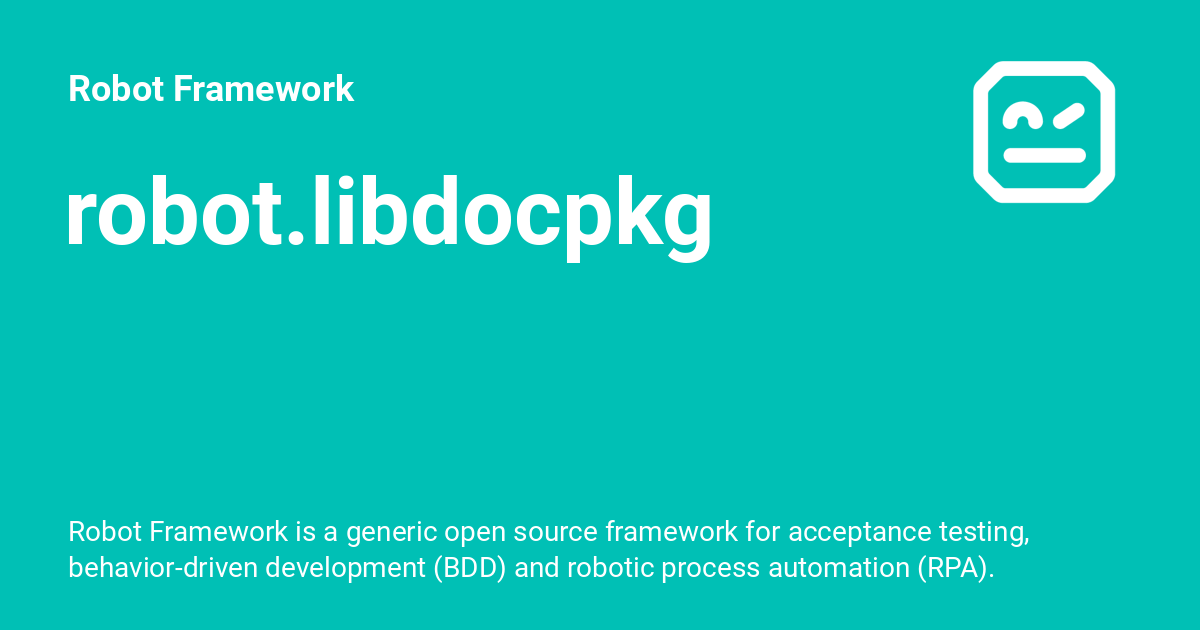 Robot Framework
robot.libdocpkg
Robot Framework is a generic open source framework for acceptance testing,
behavior-driven development (BDD) and robotic process automation (RPA).